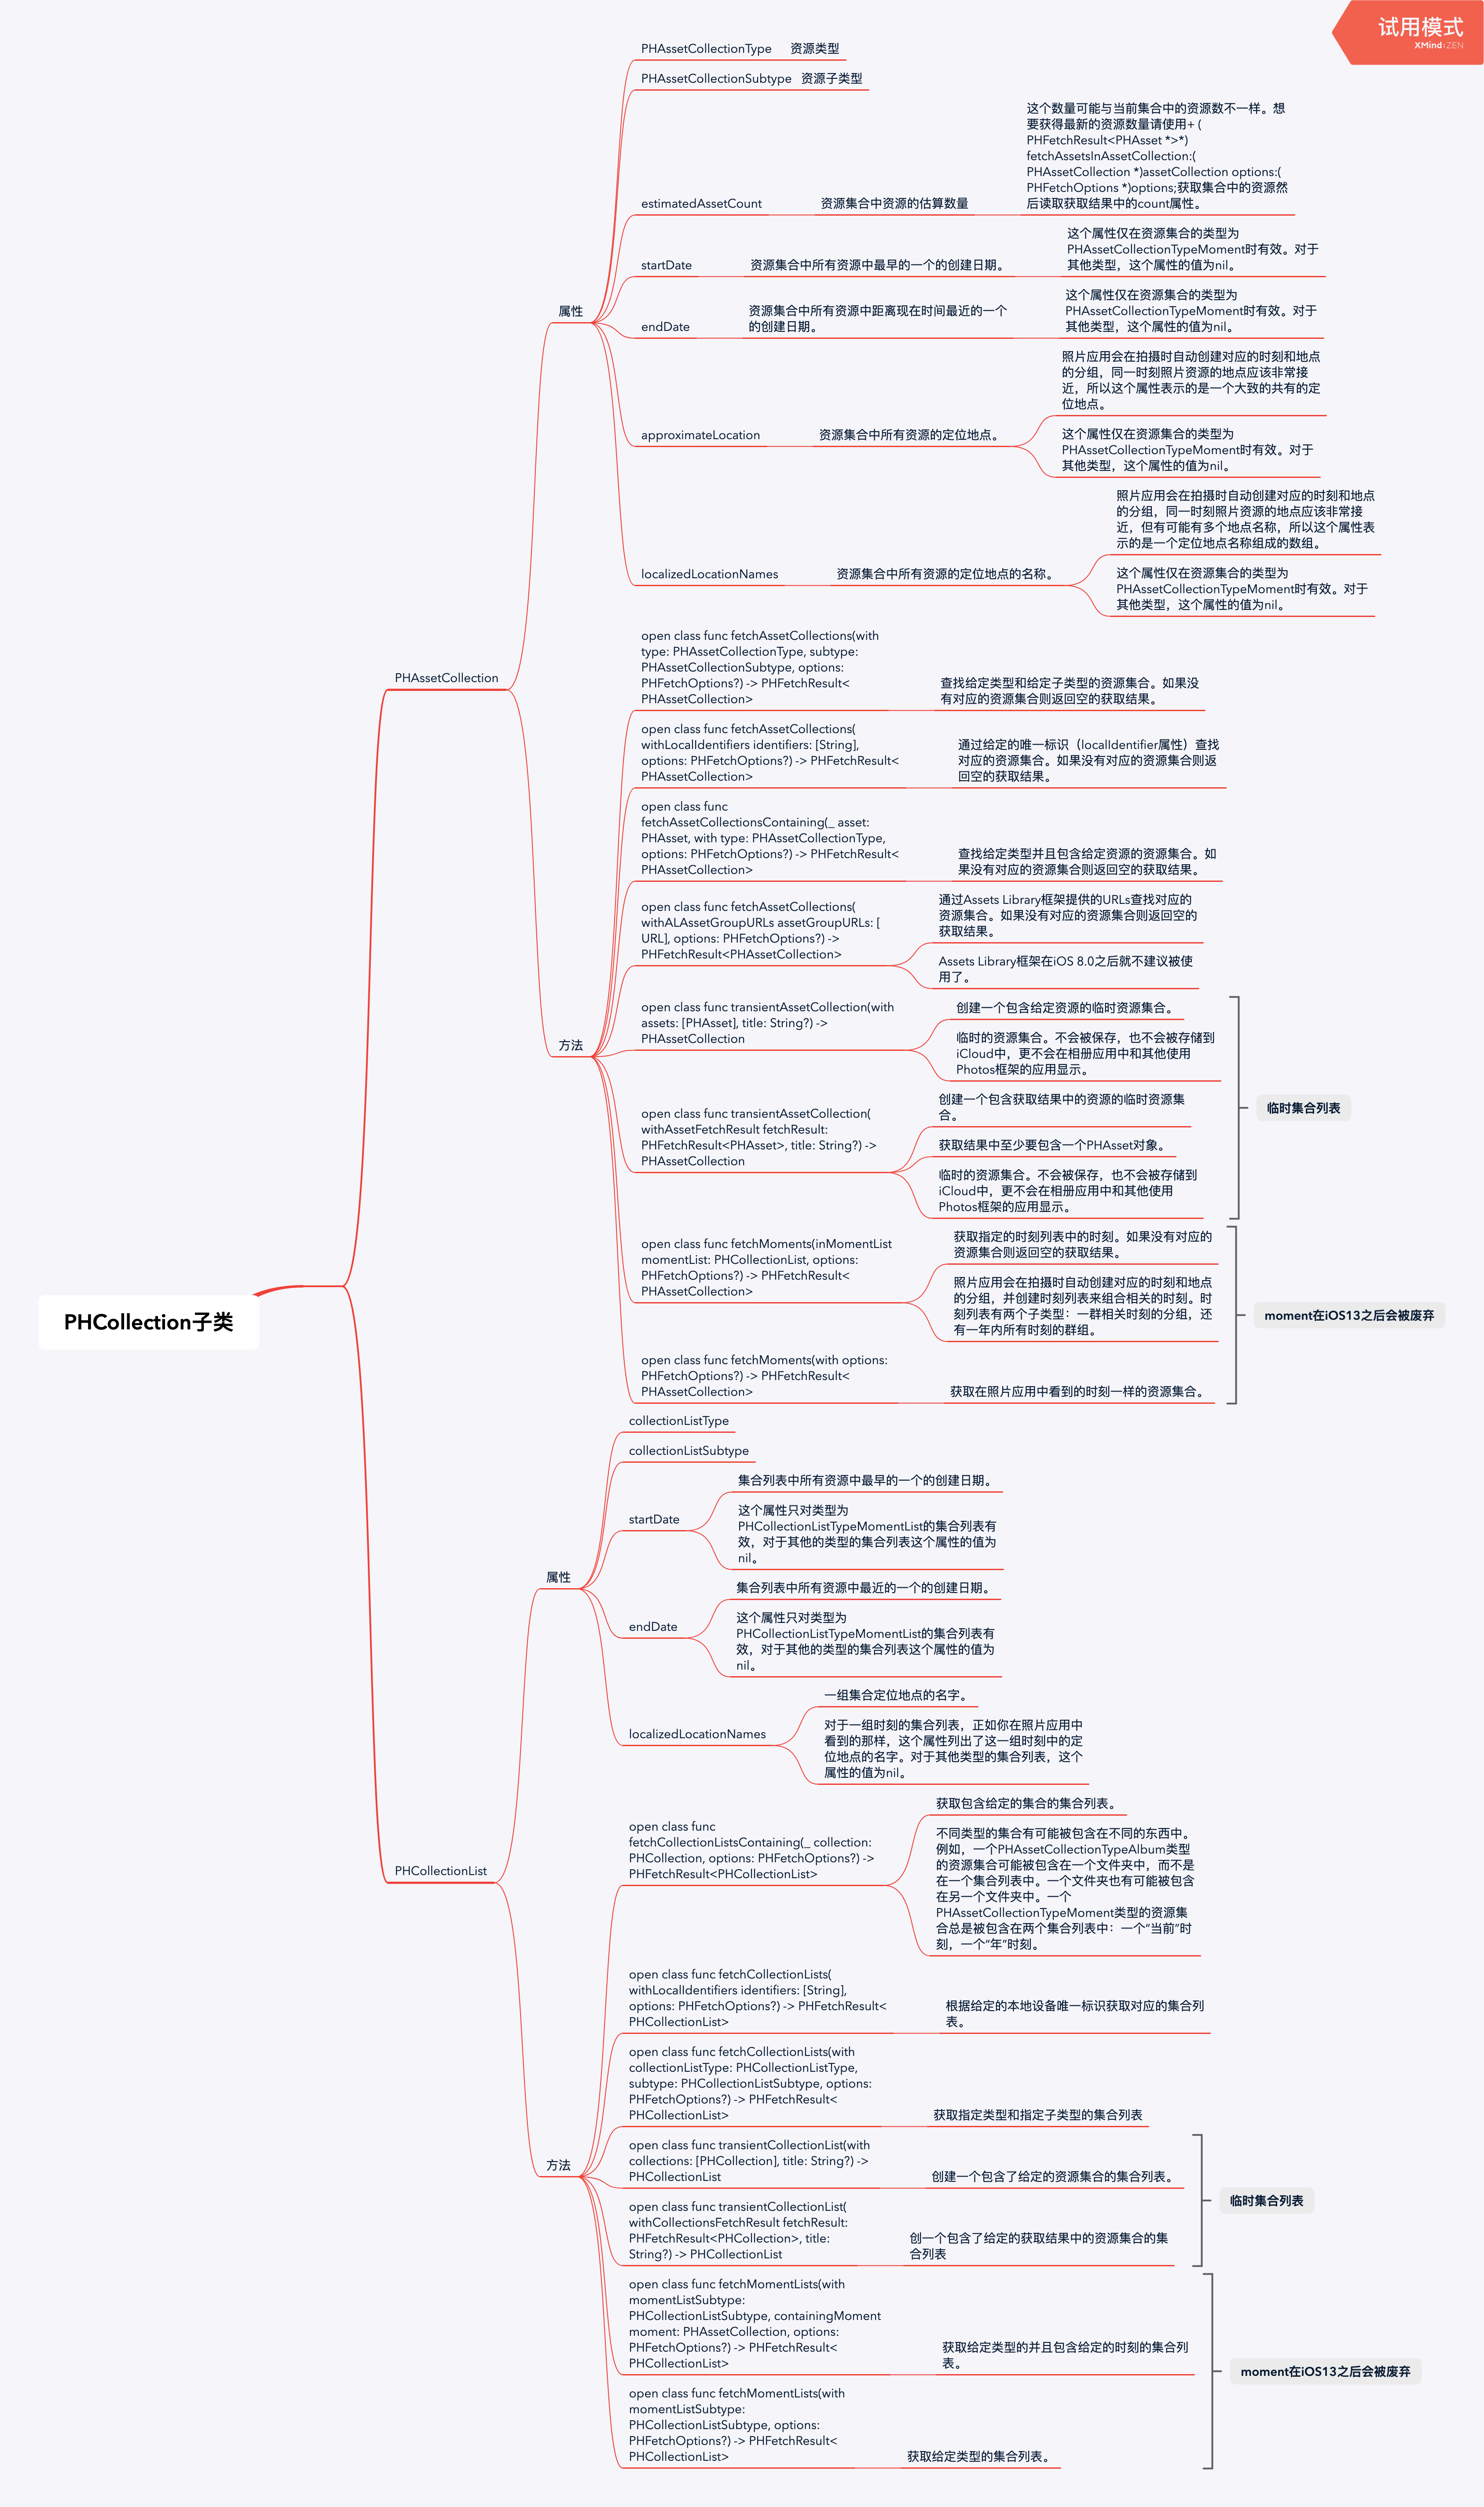 试用模式
XMind:ZEN
PHCollection子类
PHAssetCollection
属性
PHAssetCollectionType 资源类型
PHAssetCollectionSubtype 资源子类型
estimatedAssetCount
资源集合中资源的估算数量
这个数量可能与当前集合中的资源数不一样。想
要获得最新的资源数量请使用+ (
PHFetchResult<PHAsset *>*)
fetchAssetsInAssetCollection:(
PHAssetCollection *)assetCollection options:(
PHFetchOptions *)options;获取集合中的资源然
后读取获取结果中的count属性。
startDate
资源集合中所有资源中最早的一个的创建日期。
这个属性仅在资源集合的类型为
PHAssetCollectionTypeMoment时有效。对于
其他类型，这个属性的值为nil。
endDate
资源集合中所有资源中距离现在时间最近的一个
的创建日期。
这个属性仅在资源集合的类型为
PHAssetCollectionTypeMoment时有效。对于
其他类型，这个属性的值为nil。
approximateLocation
资源集合中所有资源的定位地点。
照片应用会在拍摄时自动创建对应的时刻和地点
的分组，同一时刻照片资源的地点应该非常接
近，所以这个属性表示的是一个大致的共有的定
位地点。
这个属性仅在资源集合的类型为
PHAssetCollectionTypeMoment时有效。对于
其他类型，这个属性的值为nil。
localizedLocationNames
资源集合中所有资源的定位地点的名称。
照片应用会在拍摄时自动创建对应的时刻和地点
的分组，同一时刻照片资源的地点应该非常接
近，但有可能有多个地点名称，所以这个属性表
示的是一个定位地点名称组成的数组。
这个属性仅在资源集合的类型为
PHAssetCollectionTypeMoment时有效。对于
其他类型，这个属性的值为nil。
方法
open class func fetchAssetCollections(with
type: PHAssetCollectionType, subtype:
PHAssetCollectionSubtype, options:
PHFetchOptions?) -> PHFetchResult<
PHAssetCollection>
查找给定类型和给定子类型的资源集合。如果没
有对应的资源集合则返回空的获取结果。
open class func fetchAssetCollections(
withLocalIdentifiers identifiers: [String],
options: PHFetchOptions?) -> PHFetchResult<
PHAssetCollection>
通过给定的唯一标识（localIdentifier属性）查找
对应的资源集合。如果没有对应的资源集合则返
回空的获取结果。
open class func
fetchAssetCollectionsContaining(_ asset:
PHAsset, with type: PHAssetCollectionType,
options: PHFetchOptions?) -> PHFetchResult<
PHAssetCollection>
查找给定类型并且包含给定资源的资源集合。如
果没有对应的资源集合则返回空的获取结果。
open class func fetchAssetCollections(
withALAssetGroupURLs assetGroupURLs: [
URL], options: PHFetchOptions?) ->
PHFetchResult<PHAssetCollection>
通过Assets Library框架提供的URLs查找对应的
资源集合。如果没有对应的资源集合则返回空的
获取结果。
Assets Library框架在iOS 8.0之后就不建议被使
用了。
open class func transientAssetCollection(with
assets: [PHAsset], title: String?) ->
PHAssetCollection
创建一个包含给定资源的临时资源集合。
临时的资源集合。不会被保存，也不会被存储到
iCloud中，更不会在相册应用中和其他使用
Photos框架的应用显示。
open class func transientAssetCollection(
withAssetFetchResult fetchResult:
PHFetchResult<PHAsset>, title: String?) ->
PHAssetCollection
创建一个包含获取结果中的资源的临时资源集
合。
获取结果中至少要包含一个PHAsset对象。
临时的资源集合。不会被保存，也不会被存储到
iCloud中，更不会在相册应用中和其他使用
Photos框架的应用显示。
临时集合列表
open class func fetchMoments(inMomentList
momentList: PHCollectionList, options:
PHFetchOptions?) -> PHFetchResult<
PHAssetCollection>
获取指定的时刻列表中的时刻。如果没有对应的
资源集合则返回空的获取结果。
照片应用会在拍摄时自动创建对应的时刻和地点
的分组，并创建时刻列表来组合相关的时刻。时
刻列表有两个子类型：一群相关时刻的分组，还
有一年内所有时刻的群组。
open class func fetchMoments(with options:
PHFetchOptions?) -> PHFetchResult<
PHAssetCollection>
获取在照片应用中看到的时刻一样的资源集合。
moment在iOS13之后会被废弃
PHCollectionList
属性
collectionListType
collectionListSubtype
startDate
集合列表中所有资源中最早的一个的创建日期。
这个属性只对类型为
PHCollectionListTypeMomentList的集合列表有
效，对于其他的类型的集合列表这个属性的值为
nil。
endDate
集合列表中所有资源中最近的一个的创建日期。
这个属性只对类型为
PHCollectionListTypeMomentList的集合列表有
效，对于其他的类型的集合列表这个属性的值为
nil。
localizedLocationNames
一组集合定位地点的名字。
对于一组时刻的集合列表，正如你在照片应用中
看到的那样，这个属性列出了这一组时刻中的定
位地点的名字。对于其他类型的集合列表，这个
属性的值为nil。
方法
open class func
fetchCollectionListsContaining(_ collection:
PHCollection, options: PHFetchOptions?) ->
PHFetchResult<PHCollectionList>
获取包含给定的集合的集合列表。
不同类型的集合有可能被包含在不同的东西中。
例如，一个PHAssetCollectionTypeAlbum类型
的资源集合可能被包含在一个文件夹中，而不是
在一个集合列表中。一个文件夹也有可能被包含
在另一个文件夹中。一个
PHAssetCollectionTypeMoment类型的资源集
合总是被包含在两个集合列表中：一个“当前”时
刻，一个“年”时刻。
open class func fetchCollectionLists(
withLocalIdentifiers identifiers: [String],
options: PHFetchOptions?) -> PHFetchResult<
PHCollectionList>
根据给定的本地设备唯一标识获取对应的集合列
表。
open class func fetchCollectionLists(with
collectionListType: PHCollectionListType,
subtype: PHCollectionListSubtype, options:
PHFetchOptions?) -> PHFetchResult<
PHCollectionList>
获取指定类型和指定子类型的集合列表
open class func transientCollectionList(with
collections: [PHCollection], title: String?) ->
PHCollectionList
创建一个包含了给定的资源集合的集合列表。
open class func transientCollectionList(
withCollectionsFetchResult fetchResult:
PHFetchResult<PHCollection>, title:
String?) -> PHCollectionList
创一个包含了给定的获取结果中的资源集合的集
合列表
临时集合列表
open class func fetchMomentLists(with
momentListSubtype:
PHCollectionListSubtype, containingMoment
moment: PHAssetCollection, options:
PHFetchOptions?) -> PHFetchResult<
PHCollectionList>
获取给定类型的并且包含给定的时刻的集合列
表。
open class func fetchMomentLists(with
momentListSubtype:
PHCollectionListSubtype, options:
PHFetchOptions?) -> PHFetchResult<
PHCollectionList>
获取给定类型的集合列表。
moment在iOS13之后会被废弃